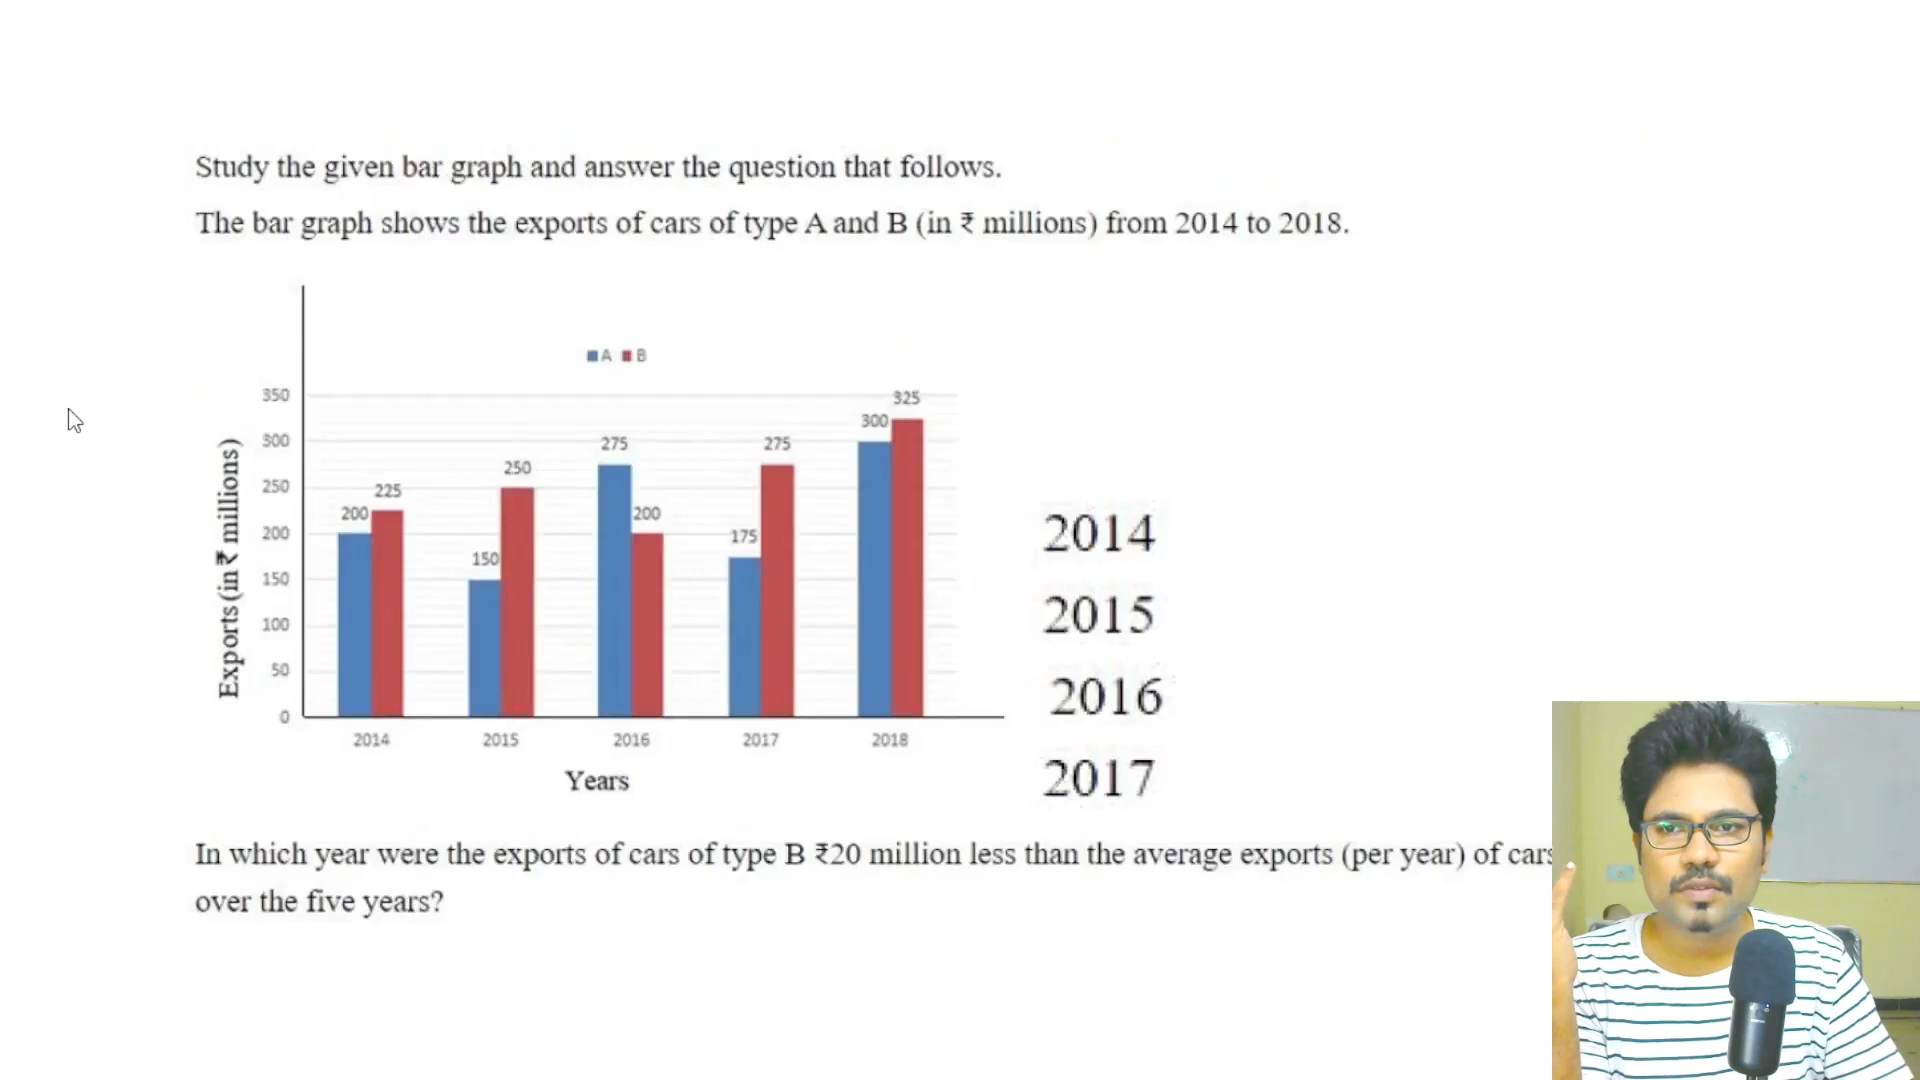 Study the given bar graph and answer the question that follows.
The bar graph shows the exports of cars of type A and B (in ₹ millions) from 2014 to 2018.
A B
350
300
250
200
150
100
50
0
Exports (in ₹ millions)
200 225
150 250
275 200
175 275
300 325
2014 2015 2016 2017 2018
Years
2014
2015
2016
2017
In which year were the exports of cars of type B ₹20 million less than the average exports (per year) of cars
over the five years?